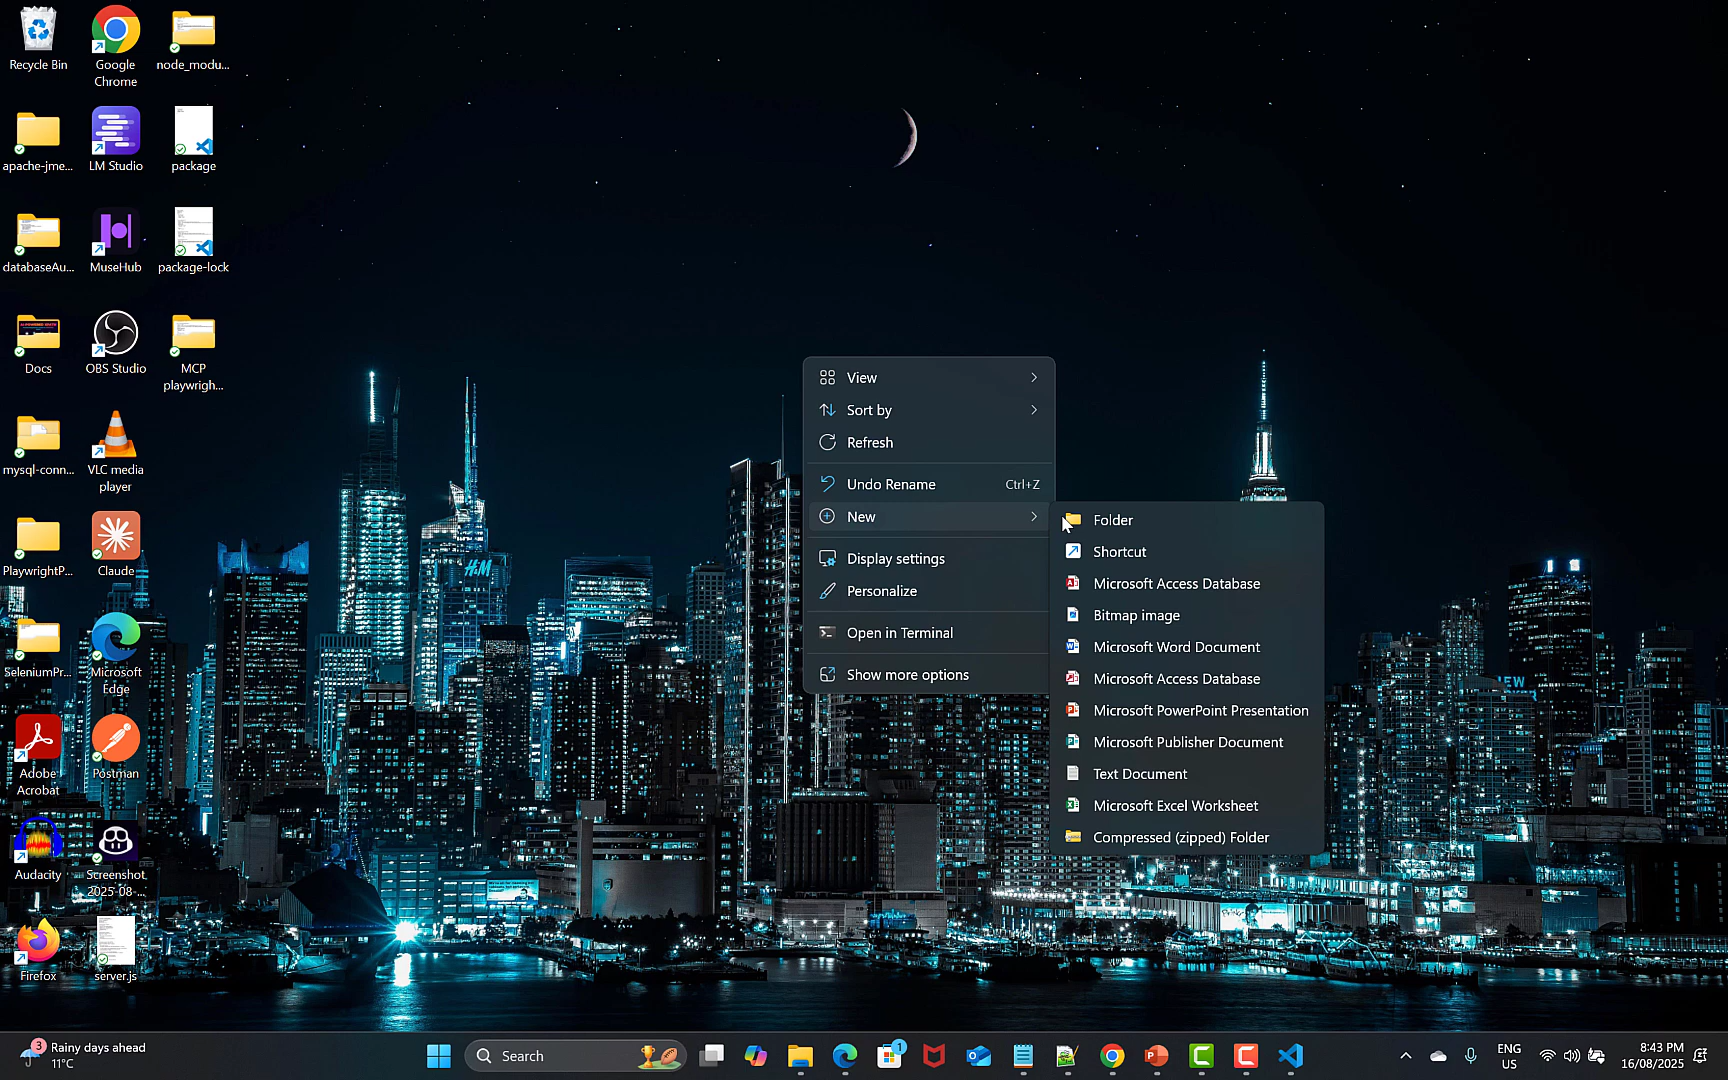 Recycle Bin
Google
Chrome
node_modu...
apache-jme...
LM Studio
package
databaseAu...
MuseHub
package-lock
Docs
OBS Studio
MCP
playwrigh...
mysql-conn...
VLC media
player
PlaywrightP...
Claude
SeleniumPr...
Microsoft
Edge
Adobe
Acrobat
Postman
Audacity
Screenshot
2025-08-...
Firefox
server.js
View
Sort by
Refresh
Undo Rename Ctrl+Z
New
Display settings
Personalize
Open in Terminal
Show more options
Folder
Shortcut
Microsoft Access Database
Bitmap image
Microsoft Word Document
Microsoft Access Database
Microsoft PowerPoint Presentation
Microsoft Publisher Document
Text Document
Microsoft Excel Worksheet
Compressed (zipped) Folder
H&M
NEW
3
Rainy days ahead
11°C
Search
1
ENG
US
8:43 PM
16/08/2025